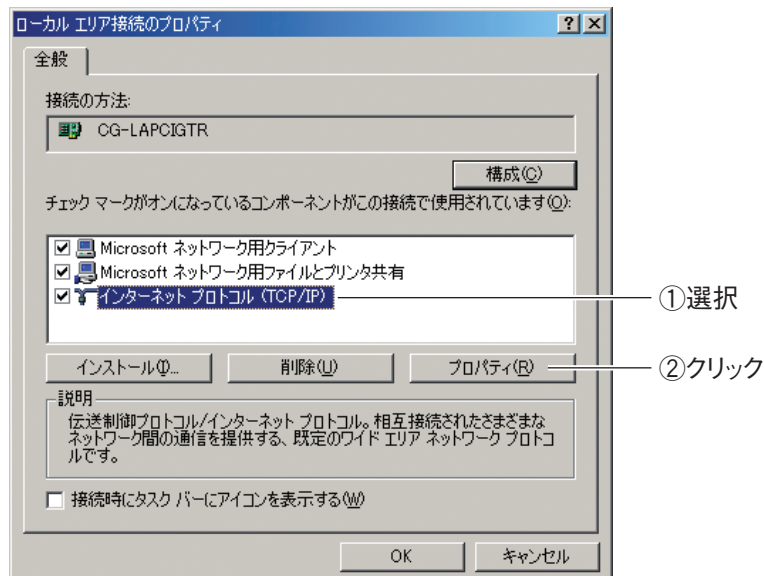 ローカル エリア接続のプロパティ
全般
接続の方法:
CG-LAPCIGTR
構成(C)
チェック マークがオンになっているコンポーネントがこの接続で使用されています(O):
Microsoft ネットワーク用クライアント
Microsoft ネットワーク用ファイルとプリンタ共有
インターネット プロトコル (TCP/IP)
①選択
インストール(I)...
削除(U)
プロパティ(R)
②クリック
説明
伝送制御プロトコル/インターネット プロトコル。相互接続されたさまざまな
ネットワーク間の通信を提供する、既定のワイド エリア ネットワーク プロトコ
ルです。
接続時にタスク バーにアイコンを表示する(W)
OK
キャンセル